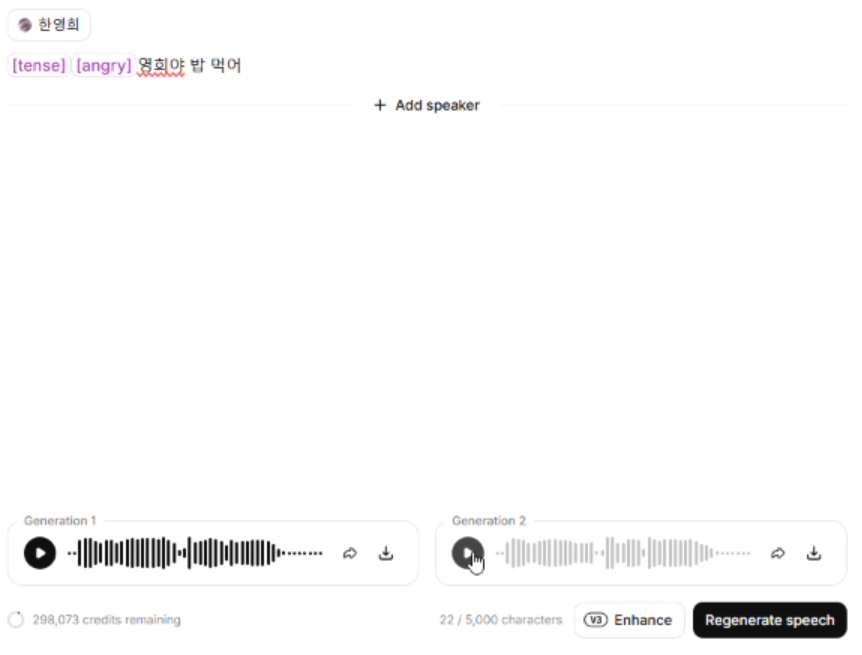 한영희
[tense] [angry] 영희야 밥 먹어
+ Add speaker
Generation 1
Generation 2
298,073 credits remaining
22 / 5,000 characters
V3 Enhance
Regenerate speech